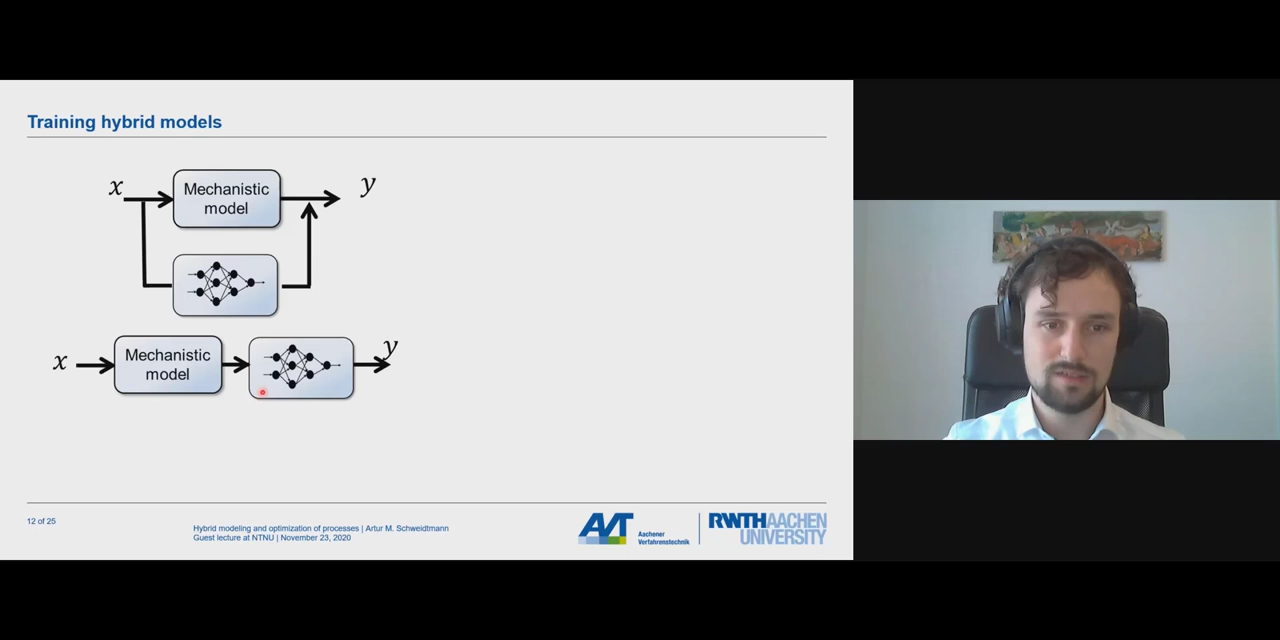 Training hybrid models
x
Mechanistic
model
y
x
Mechanistic
model
y
12 of 25
Hybrid modeling and optimization of processes | Artur M. Schweidtmann
Guest lecture at NTNU | November 23, 2020
AVT
Aachener
Verfahrenstechnik
RWTHAACHEN
UNIVERSITY